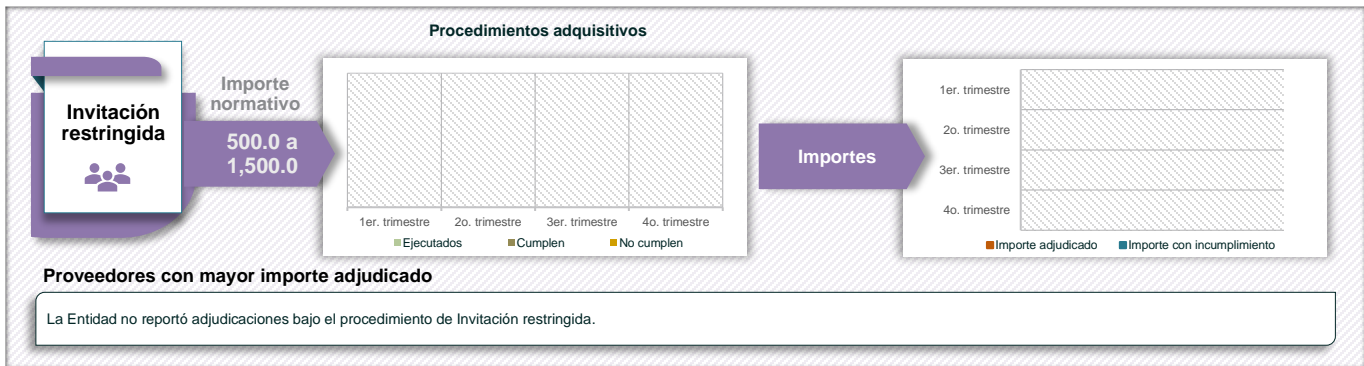 Procedimientos adquisitivos
Invitación
restringida
Importe
normativo
500.0 a
1,500.0
1er. trimestre 2o. trimestre 3er. trimestre 4o. trimestre
Ejecutados Cumplen No cumplen
Importes
1er. trimestre
2o. trimestre
3er. trimestre
4o. trimestre
Importe adjudicado Importe con incumplimiento
Proveedores con mayor importe adjudicado
La Entidad no reportó adjudicaciones bajo el procedimiento de Invitación restringida.